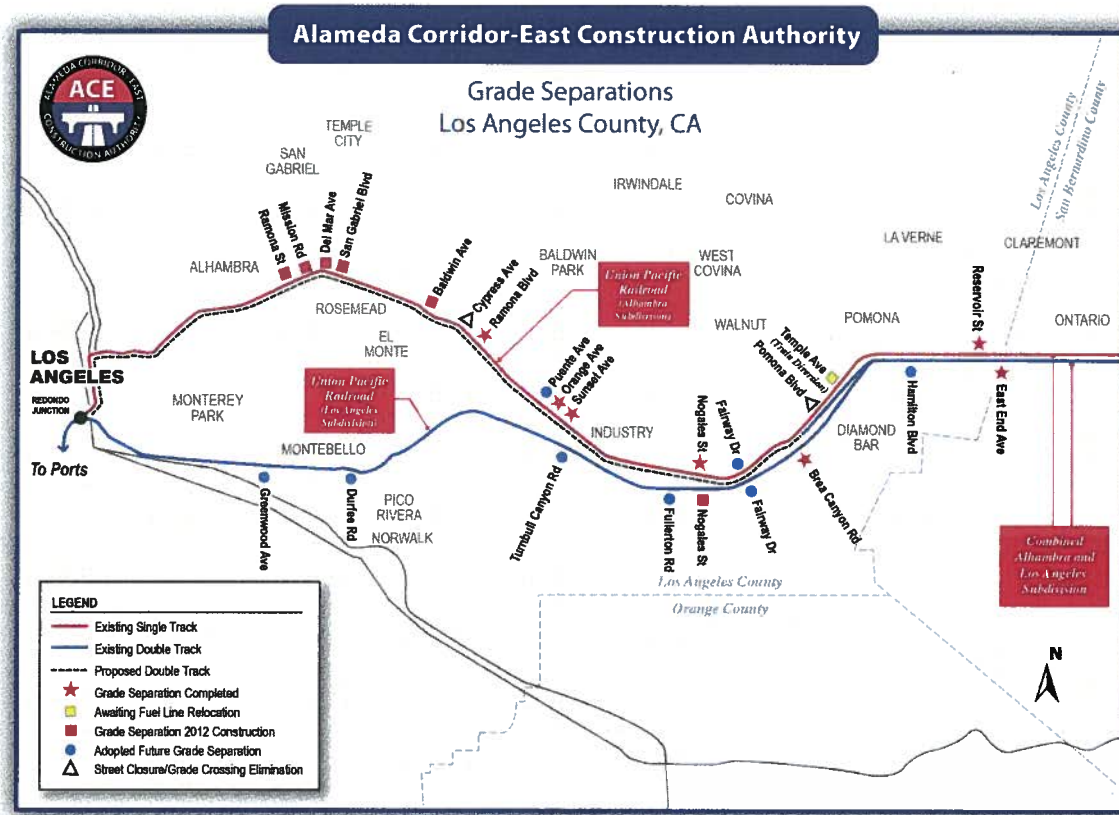 Alameda Corridor-East Construction Authority
ALAMEDA CORRIDOR-EAST
ACE
CONSTRUCTION AUTHORITY
Grade Separations
Los Angeles County, CA
TEMPLE
CITY
SAN
GABRIEL
ALHAMBRA
Ramona St
Mission Rd
Del Mar Ave
San Gabriel Blvd
ROSEMEAD
EL
MONTE
Baldwin Ave
Cypress Ave
Ramona Blvd
BALDWIN
PARK
IRWINDALE
COVINA
WEST
COVINA
Union Pacific
Railroad
(Alhambra
Subdivision)
WALNUT
LA VERNE
CLAREMONT
POMONA
ONTARIO
Los Angeles County
San Bernardino County
Reservoir St
East End Ave
Hamilton Blvd
Temple Ave
(Train Diversion)
Pomona Blvd
DIAMOND
BAR
Brea Canyon Rd.
Puente Ave
Orange Ave
Sunset Ave
INDUSTRY
Nogales St
Fairway Dr
Turnbull Canyon Rd
Fullerton Rd
Nogales St
Fairway Dr
LOS
ANGELES
REDONDO
JUNCTION
To Ports
MONTEREY
PARK
Union Pacific
Railroad
(Los Angeles
Subdivision)
MONTEBELLO
Greenwood Ave
Durfee Rd
PICO
RIVERA
NORWALK
Los Angeles County
Orange County
Combined
Alhambra and
Los Angeles
Subdivision
N
LEGEND
Existing Single Track
Existing Double Track
Proposed Double Track
Grade Separation Completed
Awaiting Fuel Line Relocation
Grade Separation 2012 Construction
Adopted Future Grade Separation
Street Closure/Grade Crossing Elimination